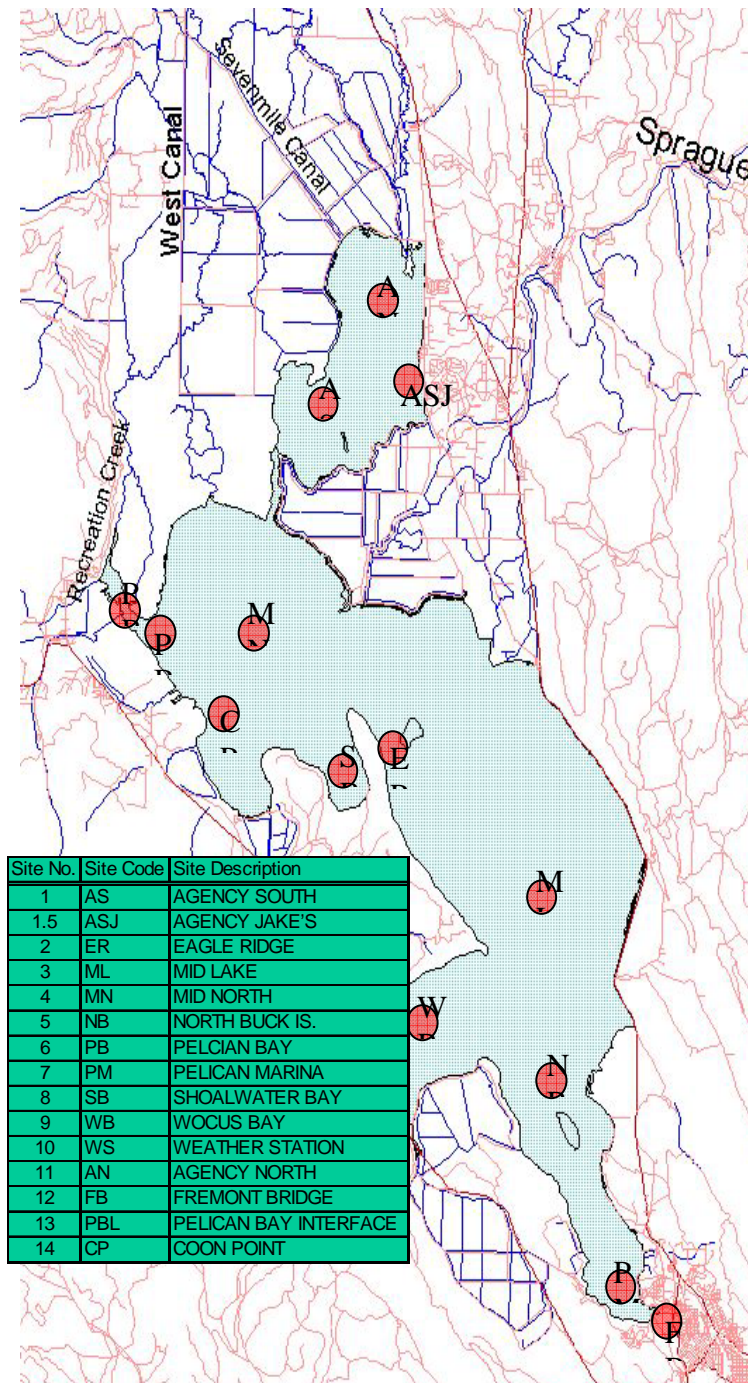 Sevenmile Canal
West Canal
Sprague
A
ASJ
A
Recreation Creek
P
P
M
C
S
E
M
W
N
P
F
Site No. Site Code Site Description
1 AS AGENCY SOUTH
1.5 ASJ AGENCY JAKE'S
2 ER EAGLE RIDGE
3 ML MID LAKE
4 MN MID NORTH
5 NB NORTH BUCK IS.
6 PB PELCIAN BAY
7 PM PELICAN MARINA
8 SB SHOALWATER BAY
9 WB WOCUS BAY
10 WS WEATHER STATION
11 AN AGENCY NORTH
12 FB FREMONT BRIDGE
13 PBL PELICAN BAY INTERFACE
14 CP COON POINT